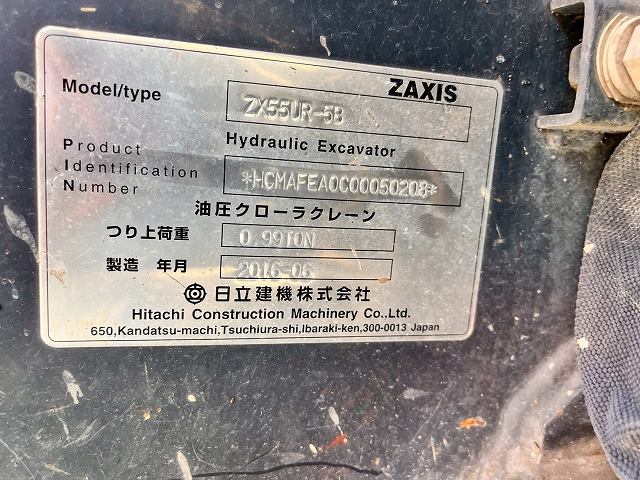 ZAXIS
Model/type ZX55UR-5B
Hydraulic Excavator
Product
Identification *HCMAFEA0C00050208*
Number
油圧クローラクレーン
つり上荷重 0.99TON
製造 年月 2016-06
日立建機株式会社
Hitachi Construction Machinery Co.,Ltd.
650,Kandatsu-machi,Tsuchiura-shi,Ibaraki-ken,300-0013 Japan